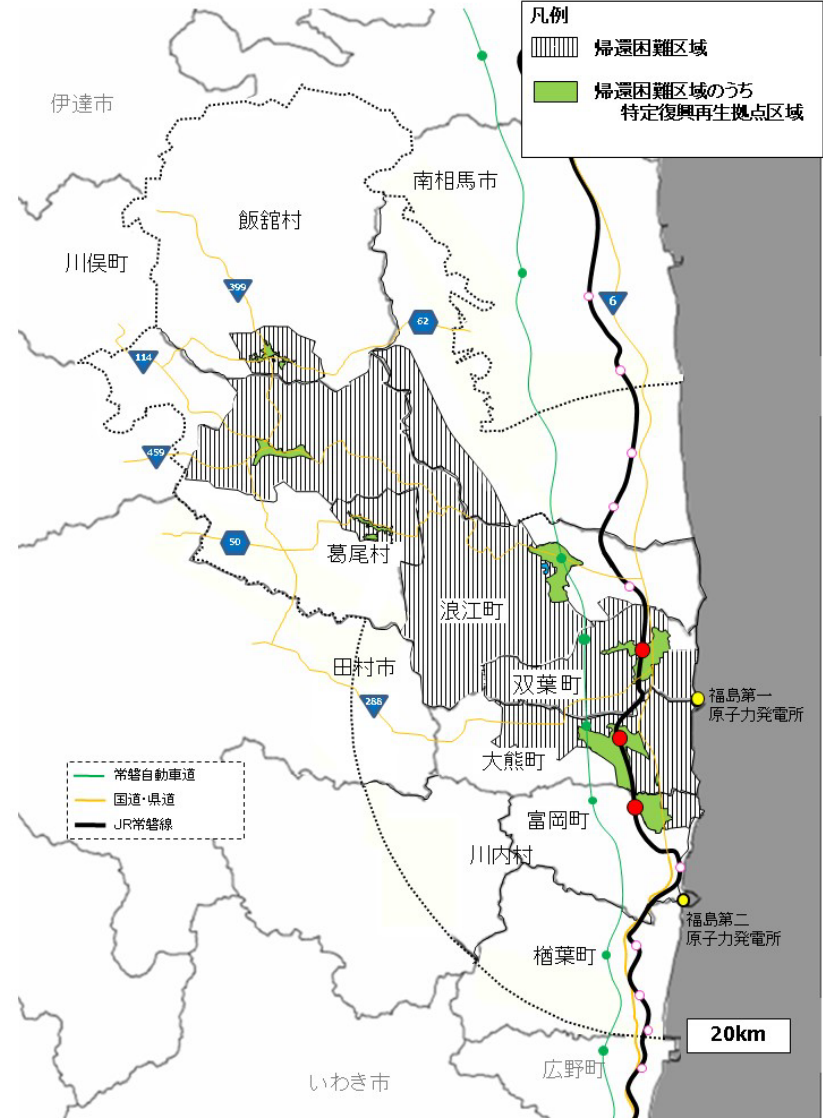 凡例
帰還困難区域
帰還困難区域のうち
特定復興再生拠点区域
伊達市
南相馬市
飯舘村
川俣町
399
6
62
114
459
50
葛尾村
浪江町
田村市
双葉町
288
福島第一
原子力発電所
大熊町
常磐自動車道
国道・県道
JR常磐線
富岡町
川内村
福島第二
原子力発電所
楢葉町
20km
広野町
いわき市